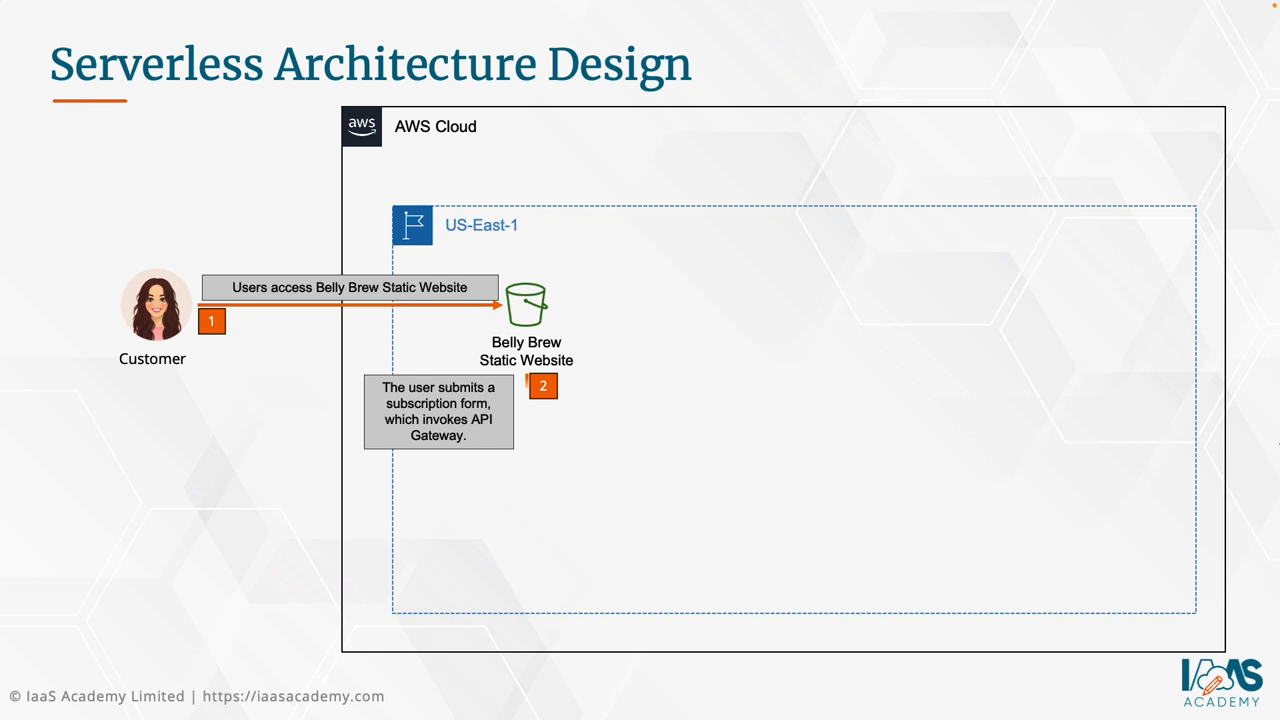 Serverless Architecture Design
aws
AWS Cloud
US-East-1
Users access Belly Brew Static Website
1
Customer
Belly Brew
Static Website
2
The user submits a
subscription form,
which invokes API
Gateway.
© IaaS Academy Limited | https://iaasacademy.com
IAAS
ACADEMY